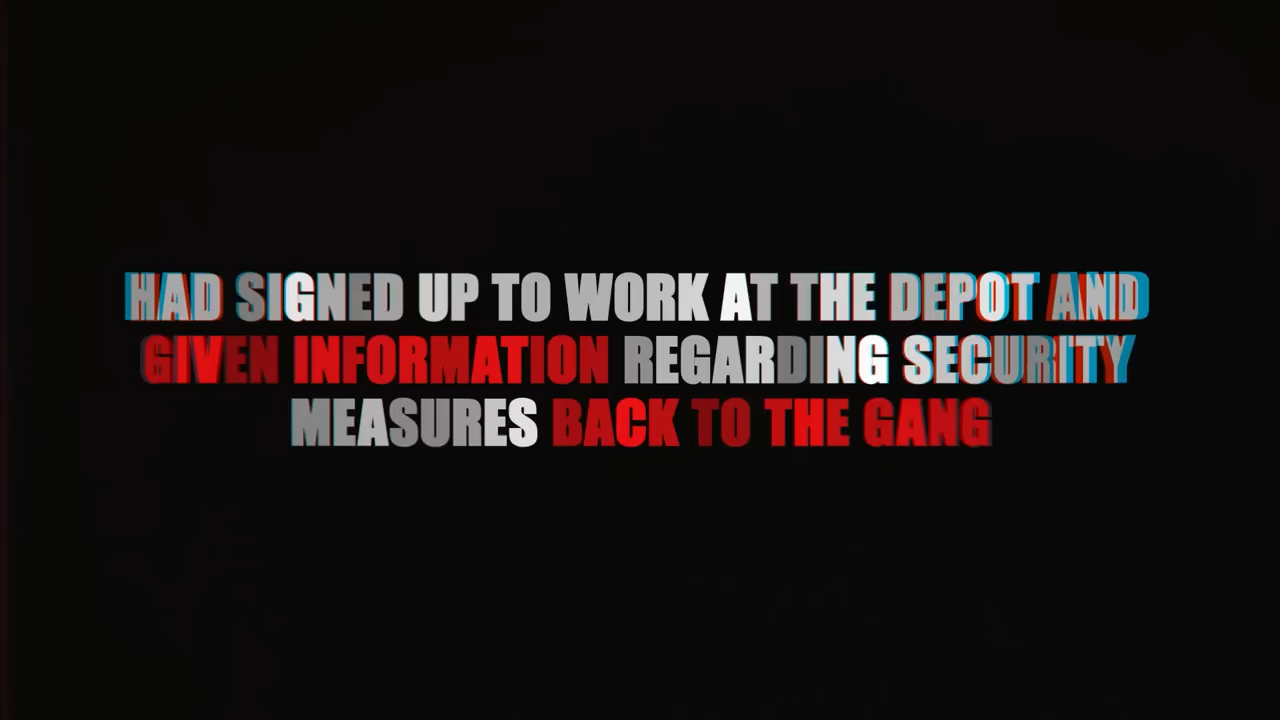 HAD SIGNED UP TO WORK AT THE DEPOT AND
GIVEN INFORMATION REGARDING SECURITY
MEASURES BACK TO THE GANG